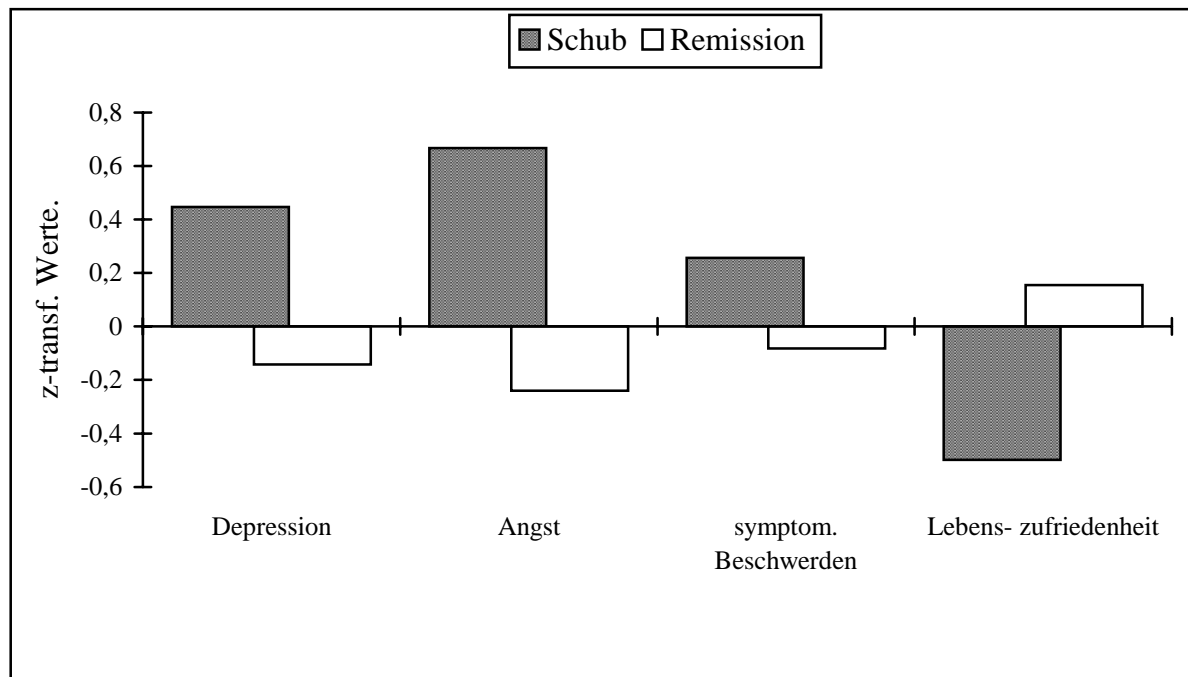 Schub Remission
0,8
0,6
0,4
0,2
0
-0,2
-0,4
-0,6
z-transf. Werte.
Depression
Angst
symptom.
Beschwerden
Lebens- zufriedenheit